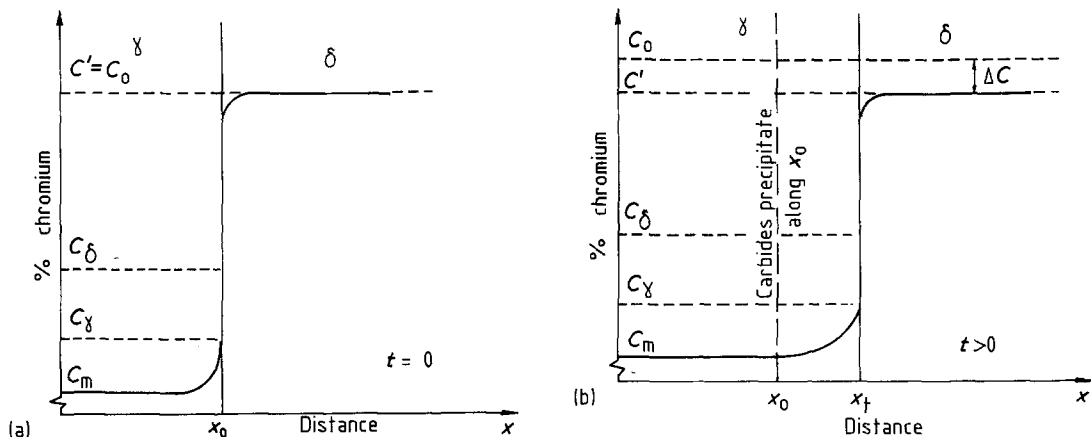 γ
δ
C' = C₀
% chromium
C_δ
C_γ
C_m
t = 0
(a)
x₀
Distance
x
γ
δ
C₀
C'
ΔC
Carbides precipitate
along x₀
% chromium
C_δ
C_γ
C_m
t>0
(b)
x₀
x_t
x
Distance